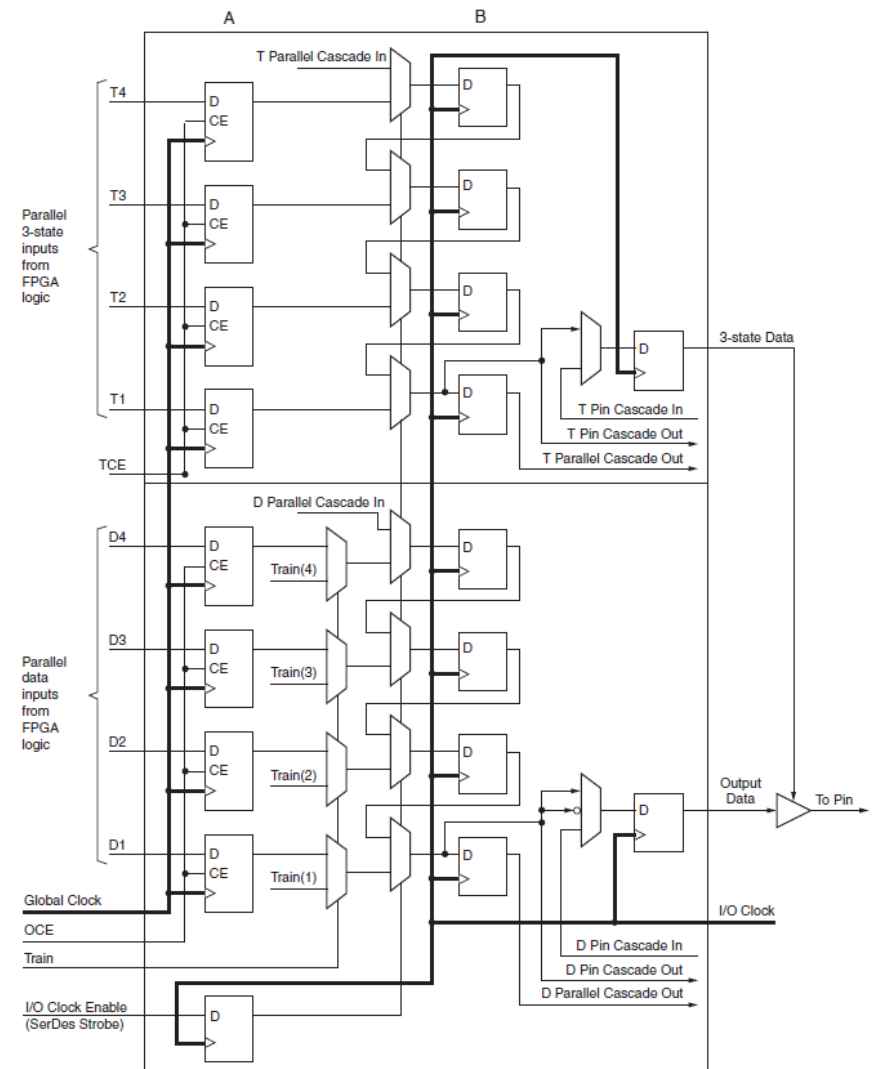 A
B
T Parallel Cascade In
T4
D
CE
D
T3
D
CE
D
Parallel
3-state
inputs
from
FPGA
logic
T2
D
CE
D
3-state Data
D
T1
D
CE
D
T Pin Cascade In
T Pin Cascade Out
T Parallel Cascade Out
TCE
D Parallel Cascade In
D4
D
CE
Train(4)
D
D3
D
CE
Train(3)
D
Parallel
data
inputs
from
FPGA
logic
D2
D
CE
Train(2)
D
Output
Data
To Pin
D
D1
D
CE
Train(1)
D
Global Clock
I/O Clock
OCE
Train
D Pin Cascade In
D Pin Cascade Out
D Parallel Cascade Out
I/O Clock Enable
(SerDes Strobe)
D